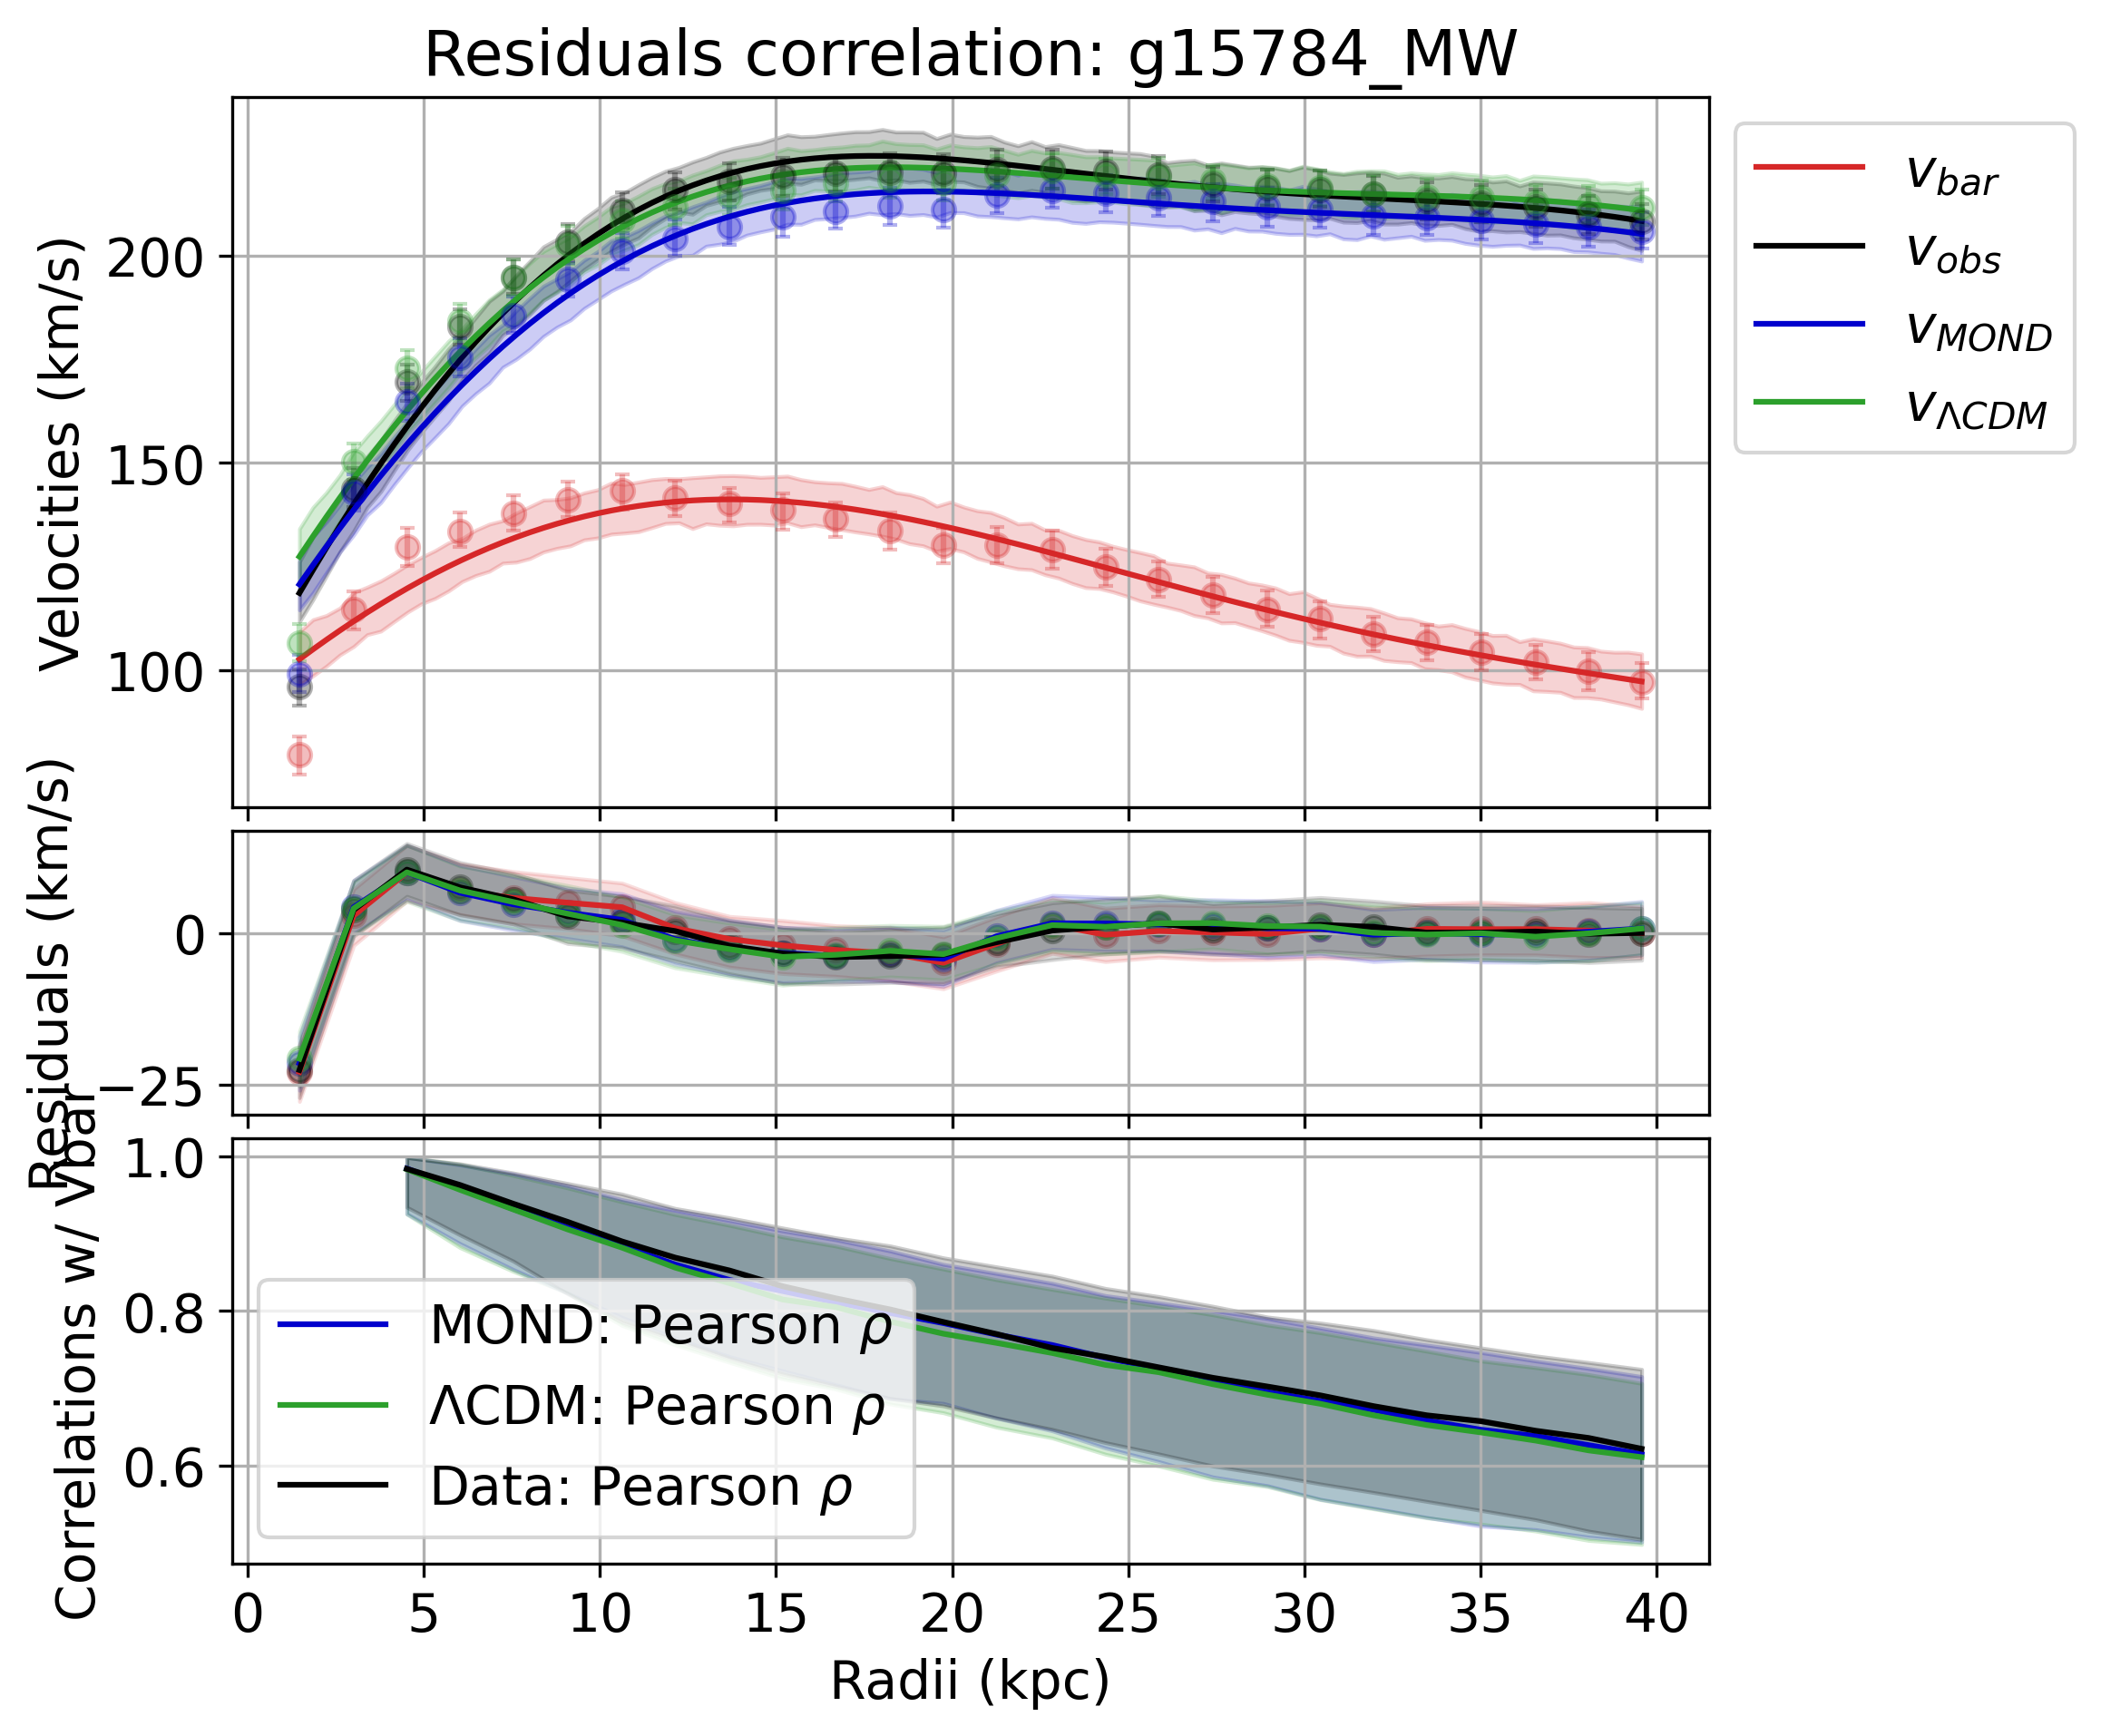 Residuals correlation: g15784_MW
Velocities (km/s)
200
150
100
v_bar
v_obs
v_MOND
v_ΛCDM
Residuals (km/s)
0
−25
Correlations w/ Vbar
1.0
0.8
0.6
MOND: Pearson ρ
ΛCDM: Pearson ρ
Data: Pearson ρ
0 5 10 15 20 25 30 35 40
Radii (kpc)